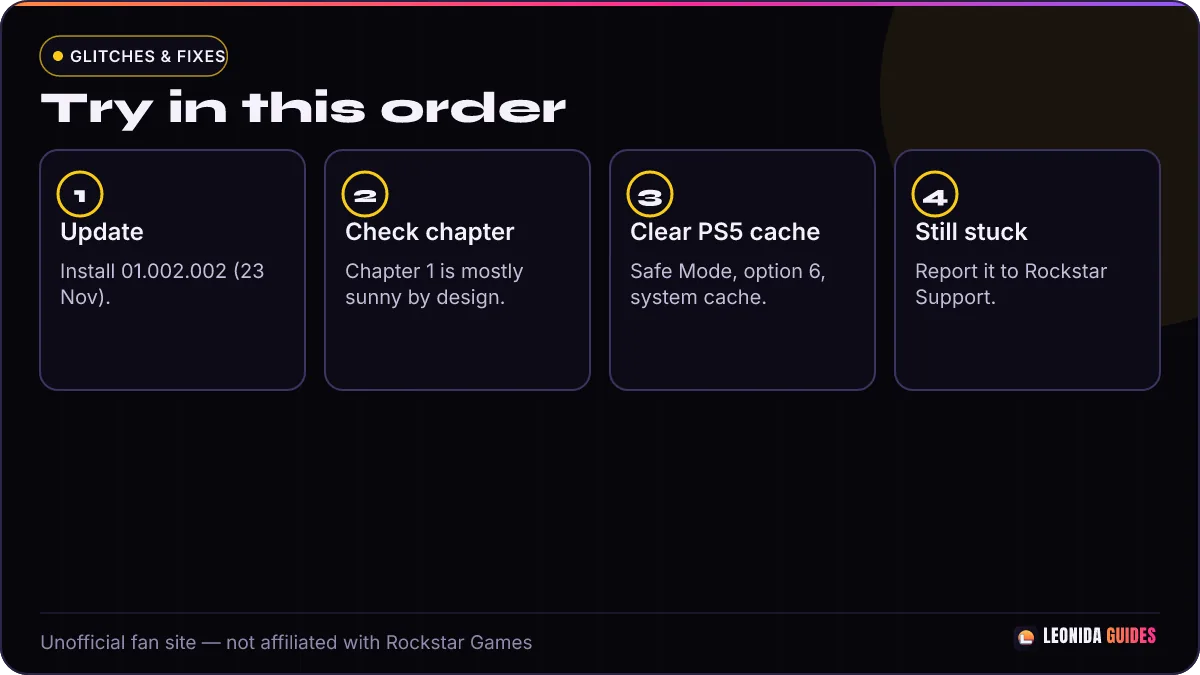 GLITCHES & FIXES
Try in this order
1
Update
Install 01.002.002 (23
Nov).
2
Check chapter
Chapter 1 is mostly
sunny by design.
3
Clear PS5 cache
Safe Mode, option 6,
system cache.
4
Still stuck
Report it to Rockstar
Support.
Unofficial fan site — not affiliated with Rockstar Games
LEONIDA GUIDES